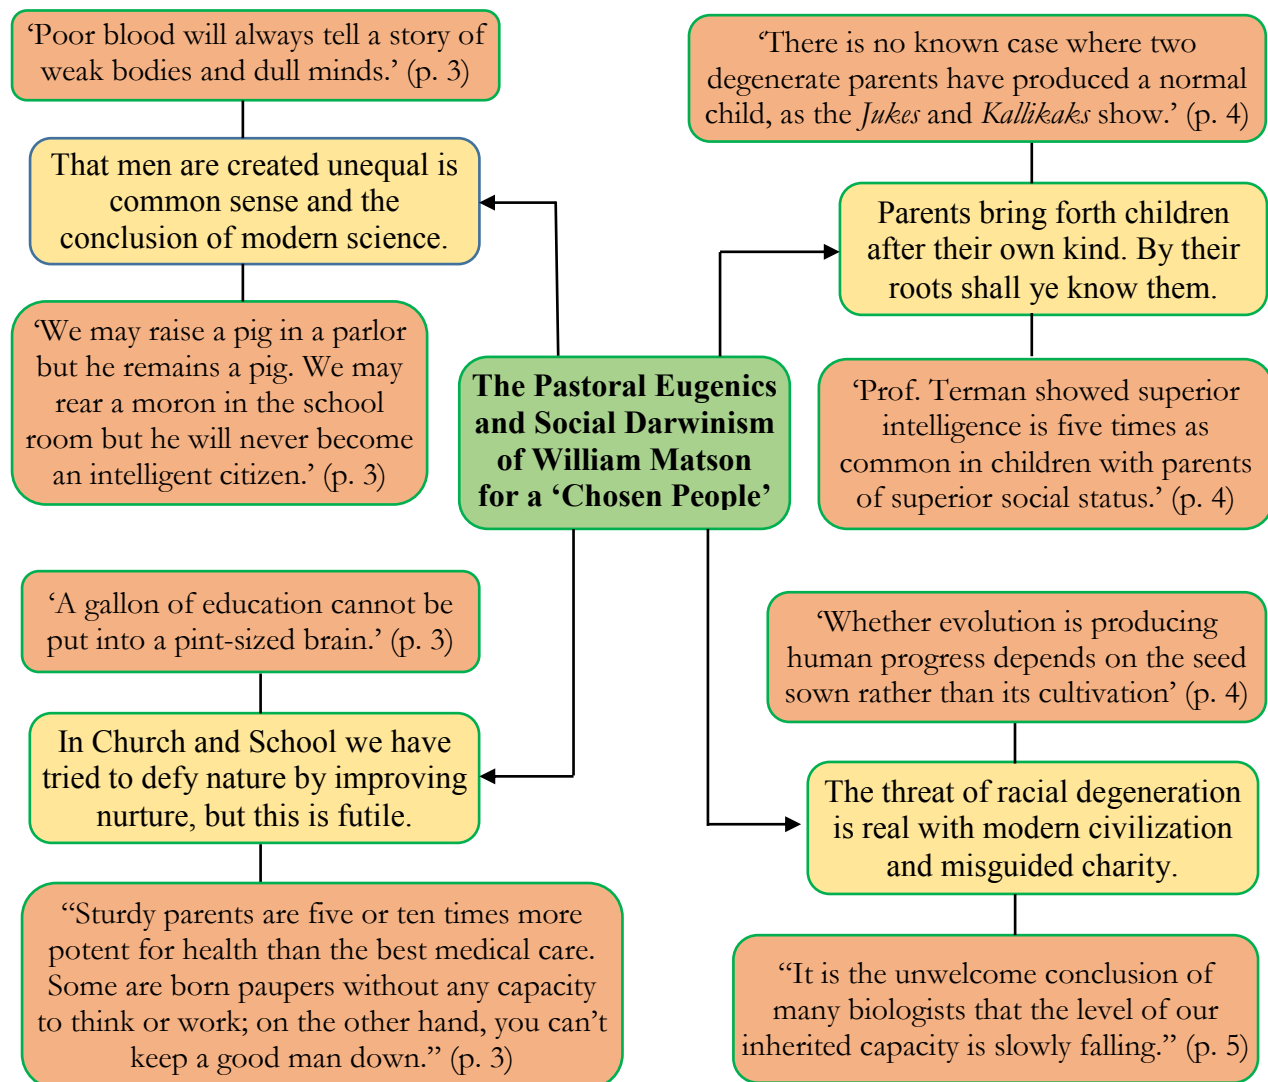 ‘Poor blood will always tell a story of
weak bodies and dull minds.’ (p. 3)
That men are created unequal is
common sense and the
conclusion of modern science.
‘We may raise a pig in a parlor
but he remains a pig. We may
rear a moron in the school
room but he will never become
an intelligent citizen.’ (p. 3)
‘There is no known case where two
degenerate parents have produced a normal
child, as the Jukes and Kallikaks show.’ (p. 4)
Parents bring forth children
after their own kind. By their
roots shall ye know them.
‘Prof. Terman showed superior
intelligence is five times as
common in children with parents
of superior social status.’ (p. 4)
The Pastoral Eugenics
and Social Darwinism
of William Matson
for a ‘Chosen People’
‘A gallon of education cannot be
put into a pint-sized brain.’ (p. 3)
In Church and School we have
tried to defy nature by improving
nurture, but this is futile.
“Sturdy parents are five or ten times more
potent for health than the best medical care.
Some are born paupers without any capacity
to think or work; on the other hand, you can’t
keep a good man down.” (p. 3)
‘Whether evolution is producing
human progress depends on the seed
sown rather than its cultivation’ (p. 4)
The threat of racial degeneration
is real with modern civilization
and misguided charity.
“It is the unwelcome conclusion of
many biologists that the level of our
inherited capacity is slowly falling.” (p. 5)